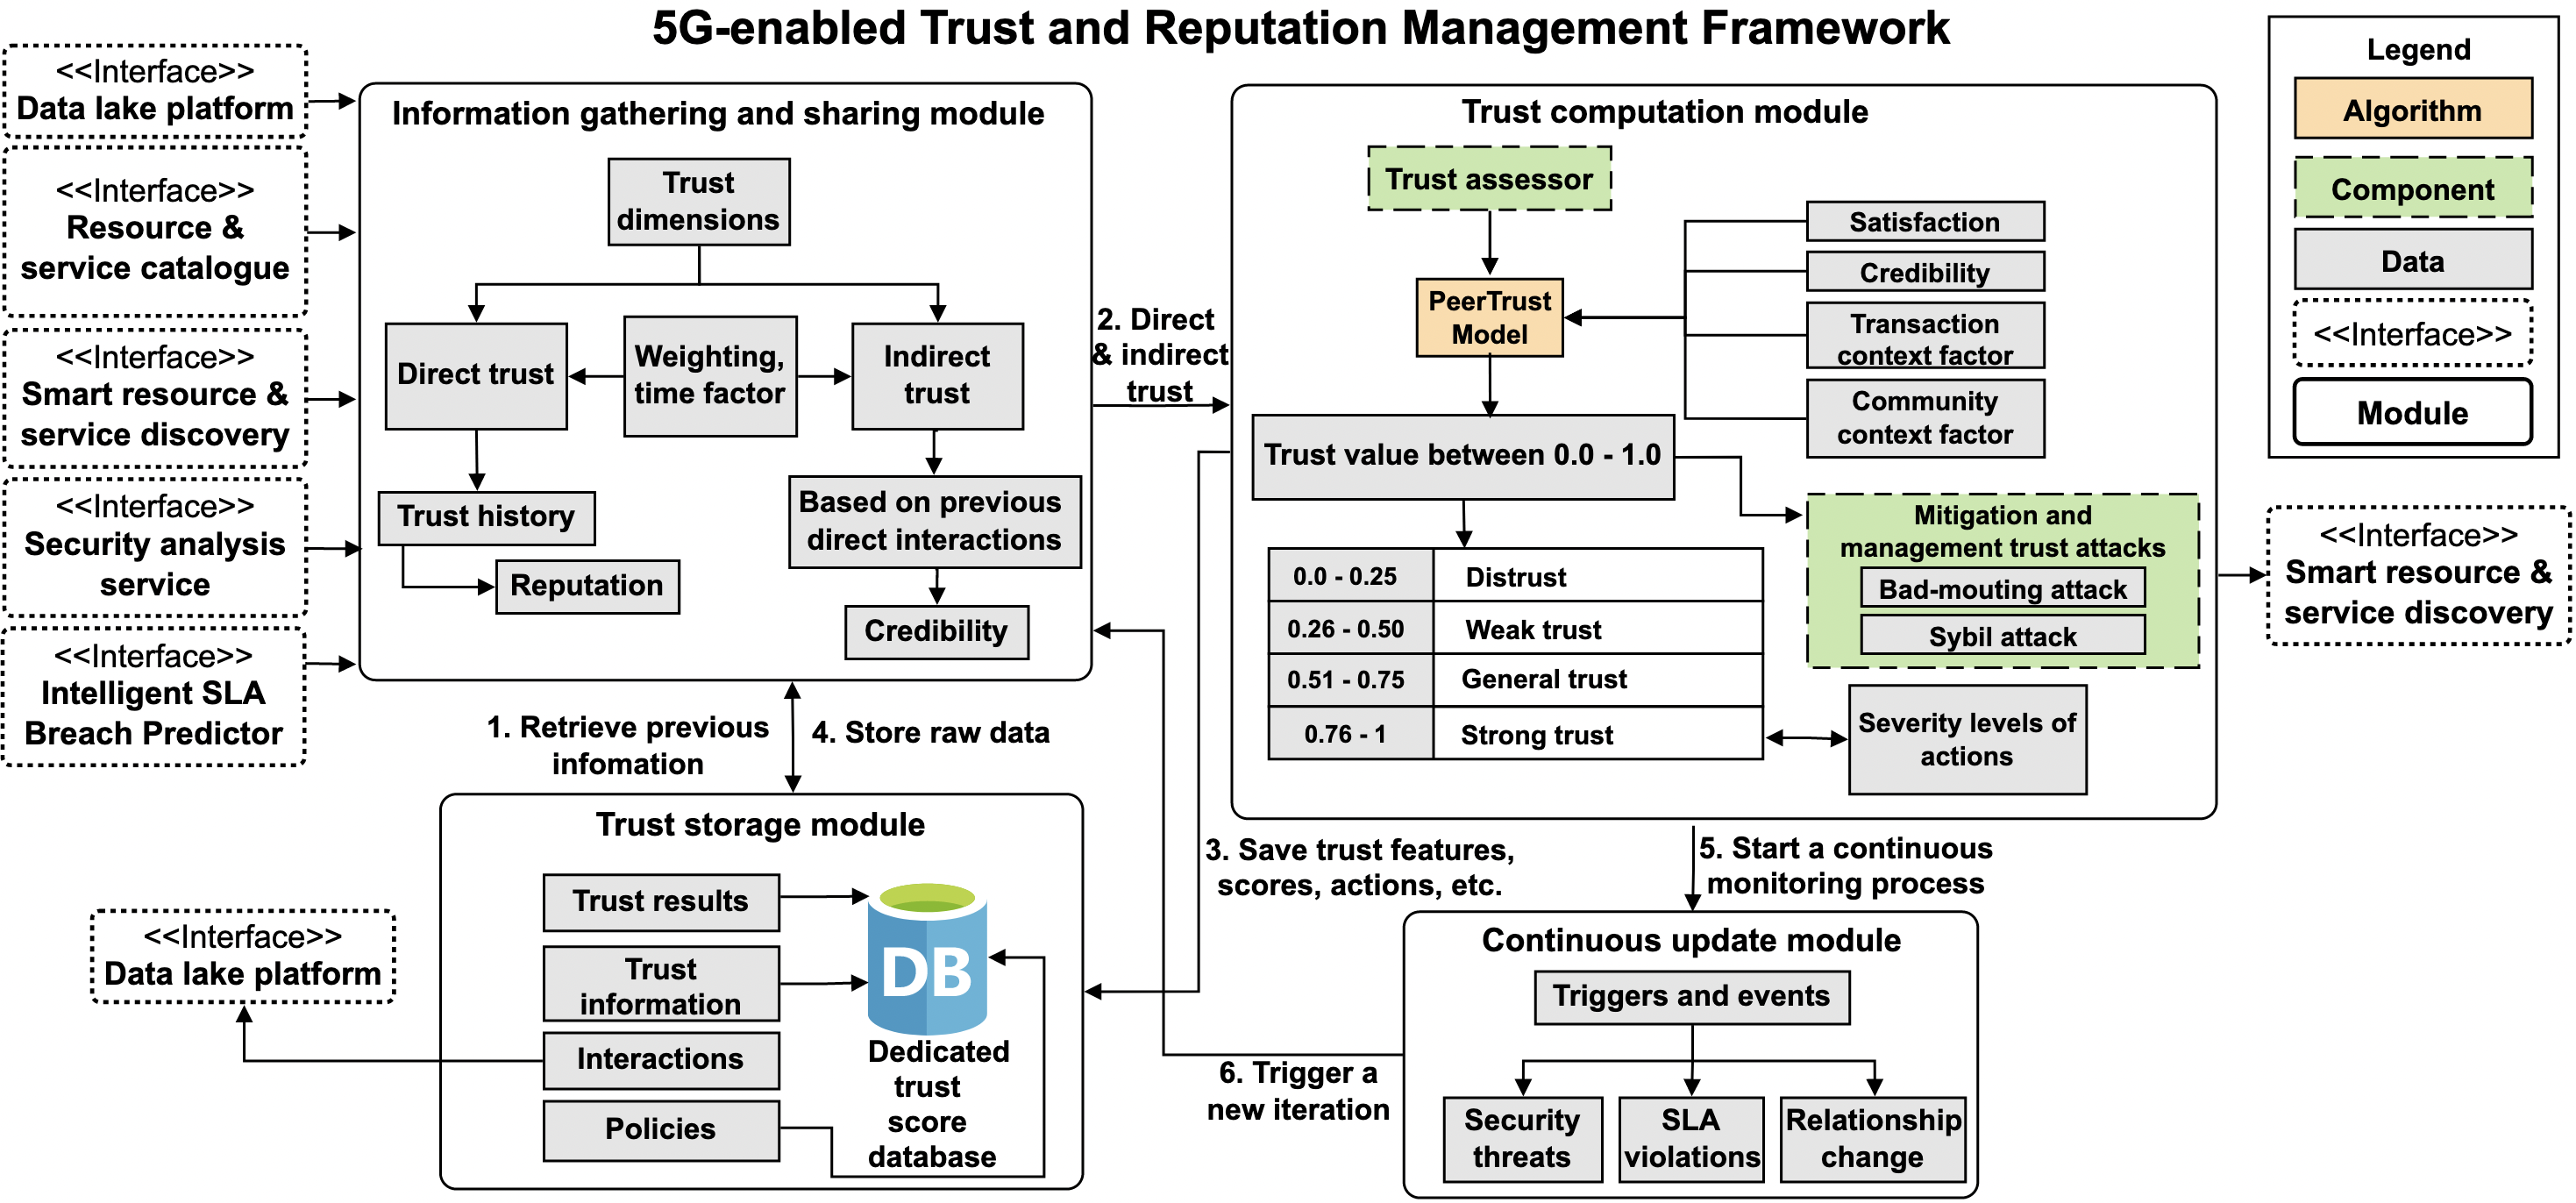 5G-enabled Trust and Reputation Management Framework
<<Interface>>
Data lake platform
<<Interface>>
Resource &
service catalogue
<<Interface>>
Smart resource &
service discovery
<<Interface>>
Security analysis
service
<<Interface>>
Intelligent SLA
Breach Predictor
Information gathering and sharing module
Trust
dimensions
Direct trust
Weighting,
time factor
Indirect
trust
Trust history
Reputation
Based on previous
direct interactions
Credibility
2. Direct
& indirect
trust
Trust computation module
Trust assessor
PeerTrust
Model
Satisfaction
Credibility
Transaction
context factor
Community
context factor
Trust value between 0.0 - 1.0
0.0 - 0.25 Distrust
0.26 - 0.50 Weak trust
0.51 - 0.75 General trust
0.76 - 1 Strong trust
Mitigation and
management trust attacks
Bad-mouting attack
Sybil attack
Severity levels of
actions
Legend
Algorithm
Component
Data
<<Interface>>
Module
<<Interface>>
Smart resource &
service discovery
1. Retrieve previous
infomation
4. Store raw data
Trust storage module
Trust results
Trust
information
Interactions
Policies
DB
Dedicated
trust
score
database
<<Interface>>
Data lake platform
3. Save trust features,
scores, actions, etc.
5. Start a continuous
monitoring process
6. Trigger a
new iteration
Continuous update module
Triggers and events
Security
threats
SLA
violations
Relationship
change